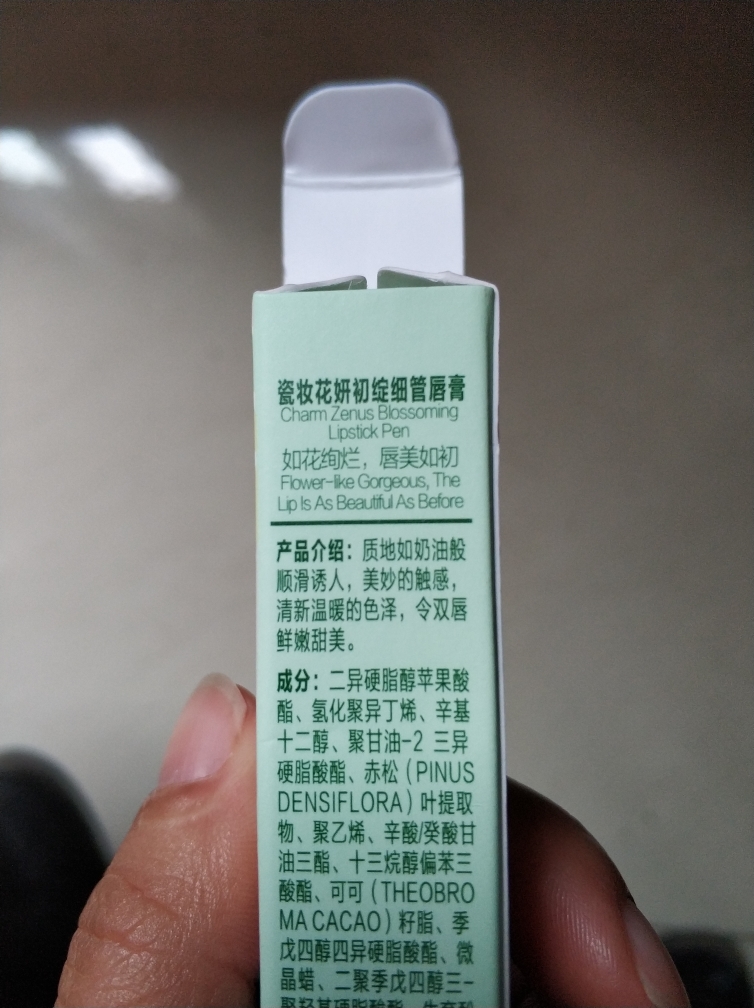 瓷妆花妍初绽细管唇膏
Charm Zenus Blossoming
Lipstick Pen
如花绚烂，唇美如初
Flower-like Gorgeous, The
Lip Is As Beautiful As Before
产品介绍：质地如奶油般
顺滑诱人，美妙的触感，
清新温暖的色泽，令双唇
鲜嫩甜美。
成分：二异硬脂醇苹果酸
酯、氢化聚异丁烯、辛基
十二醇、聚甘油-2 三异
硬脂酸酯、赤松（PINUS
DENSIFLORA）叶提取
物、聚乙烯、辛酸/癸酸甘
油三酯、十三烷醇偏苯三
酸酯、可可（THEOBRO
MA CACAO）籽脂、季
戊四醇四异硬脂酸酯、微
晶蜡、二聚季戊四醇三-
聚羟基硬脂酸酯、